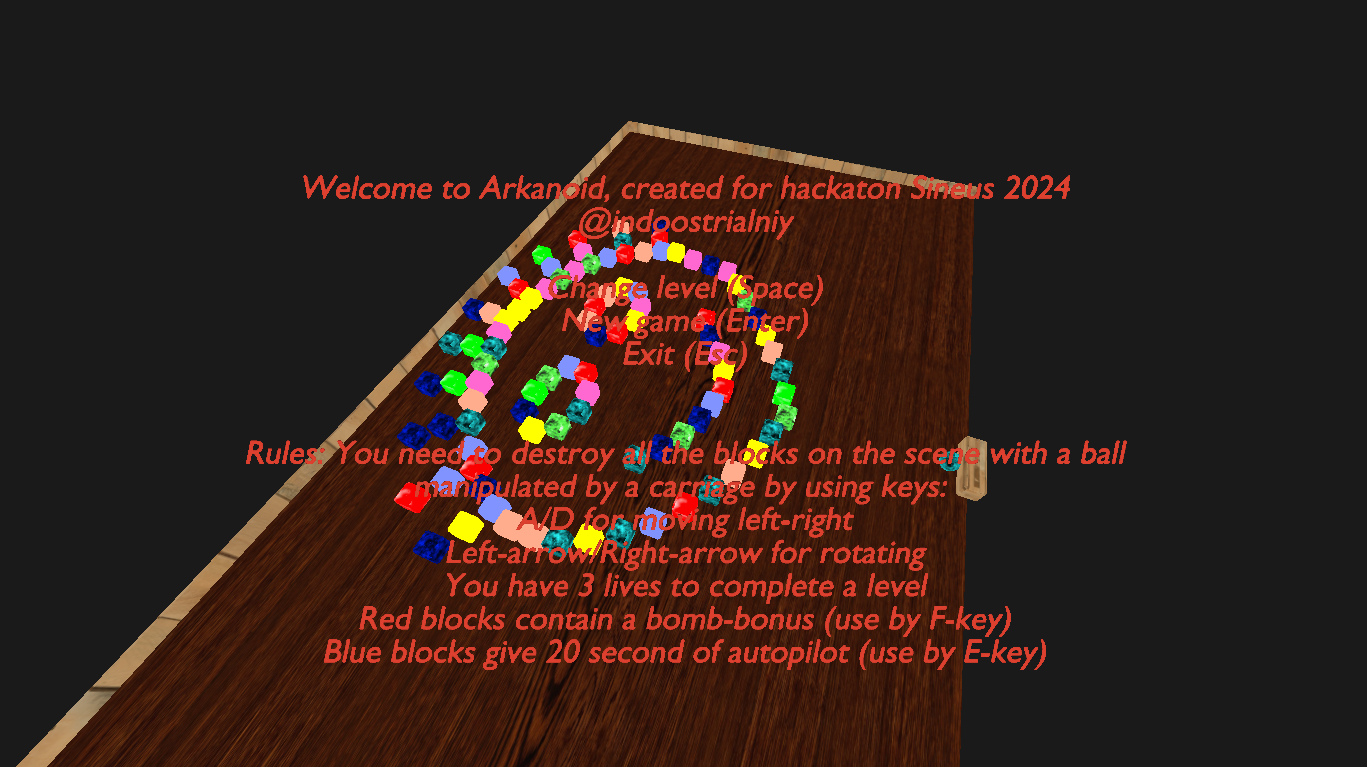 Welcome to Arkanoid, created for hackaton Sineus 2024
@indoostrialniy
Change level (Space)
New game (Enter)
Exit (Esc)
Rules: You need to destroy all the blocks on the scene with a ball
manipulated by a carriage by using keys:
A/D for moving left-right
Left-arrow/Right-arrow for rotating
You have 3 lives to complete a level
Red blocks contain a bomb-bonus (use by F-key)
Blue blocks give 20 second of autopilot (use by E-key)